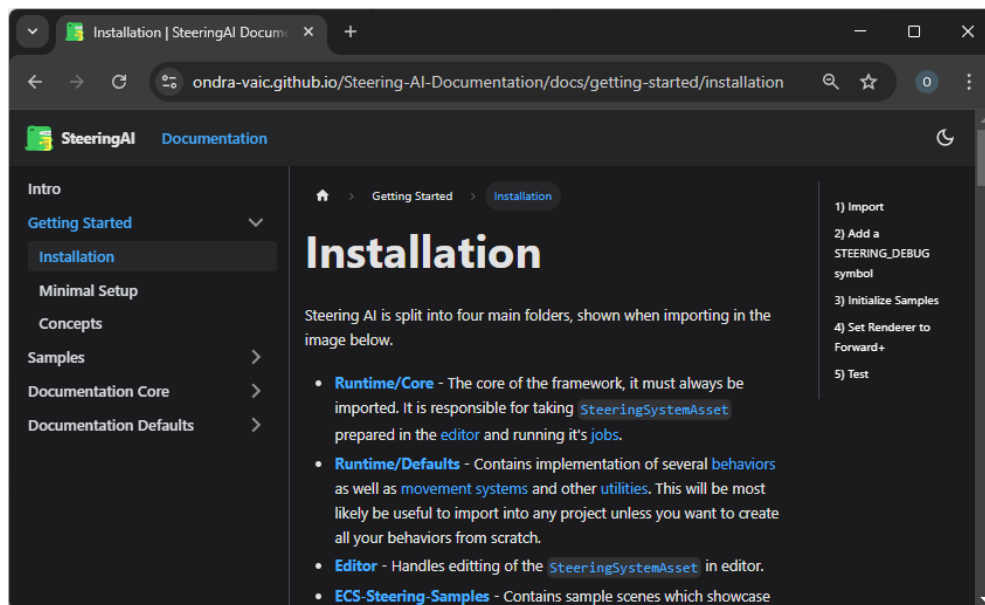 Installation | SteeringAI Docume
ondra-vaic.github.io/Steering-AI-Documentation/docs/getting-started/installation
O
SteeringAI Documentation
Intro
Getting Started
Installation
Minimal Setup
Concepts
Samples
Documentation Core
Documentation Defaults
Getting Started
Installation
Installation
Steering AI is split into four main folders, shown when importing in the
image below.
• Runtime/Core - The core of the framework, it must always be
imported. It is responsible for taking SteeringSystemAsset
prepared in the editor and running it's jobs.
• Runtime/Defaults - Contains implementation of several behaviors
as well as movement systems and other utilities. This will be most
likely be useful to import into any project unless you want to create
all your behaviors from scratch.
• Editor - Handles editting of the SteeringSystemAsset in editor.
• ECS-Steering-Samples - Contains sample scenes which showcase
1) Import
2) Add a
STEERING_DEBUG
symbol
3) Initialize Samples
4) Set Renderer to
Forward+
5) Test